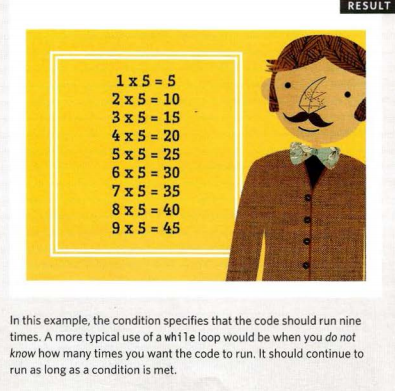 RESULT
1 x 5 = 5
2 x 5 = 10
3 x 5 = 15
4 x 5 = 20
5 x 5 = 25
6 x 5 = 30
7 x 5 = 35
8 x 5 = 40
9 x 5 = 45
In this example, the condition specifies that the code should run nine
times. A more typical use of a while loop would be when you do not
know how many times you want the code to run. It should continue to
run as long as a condition is met.